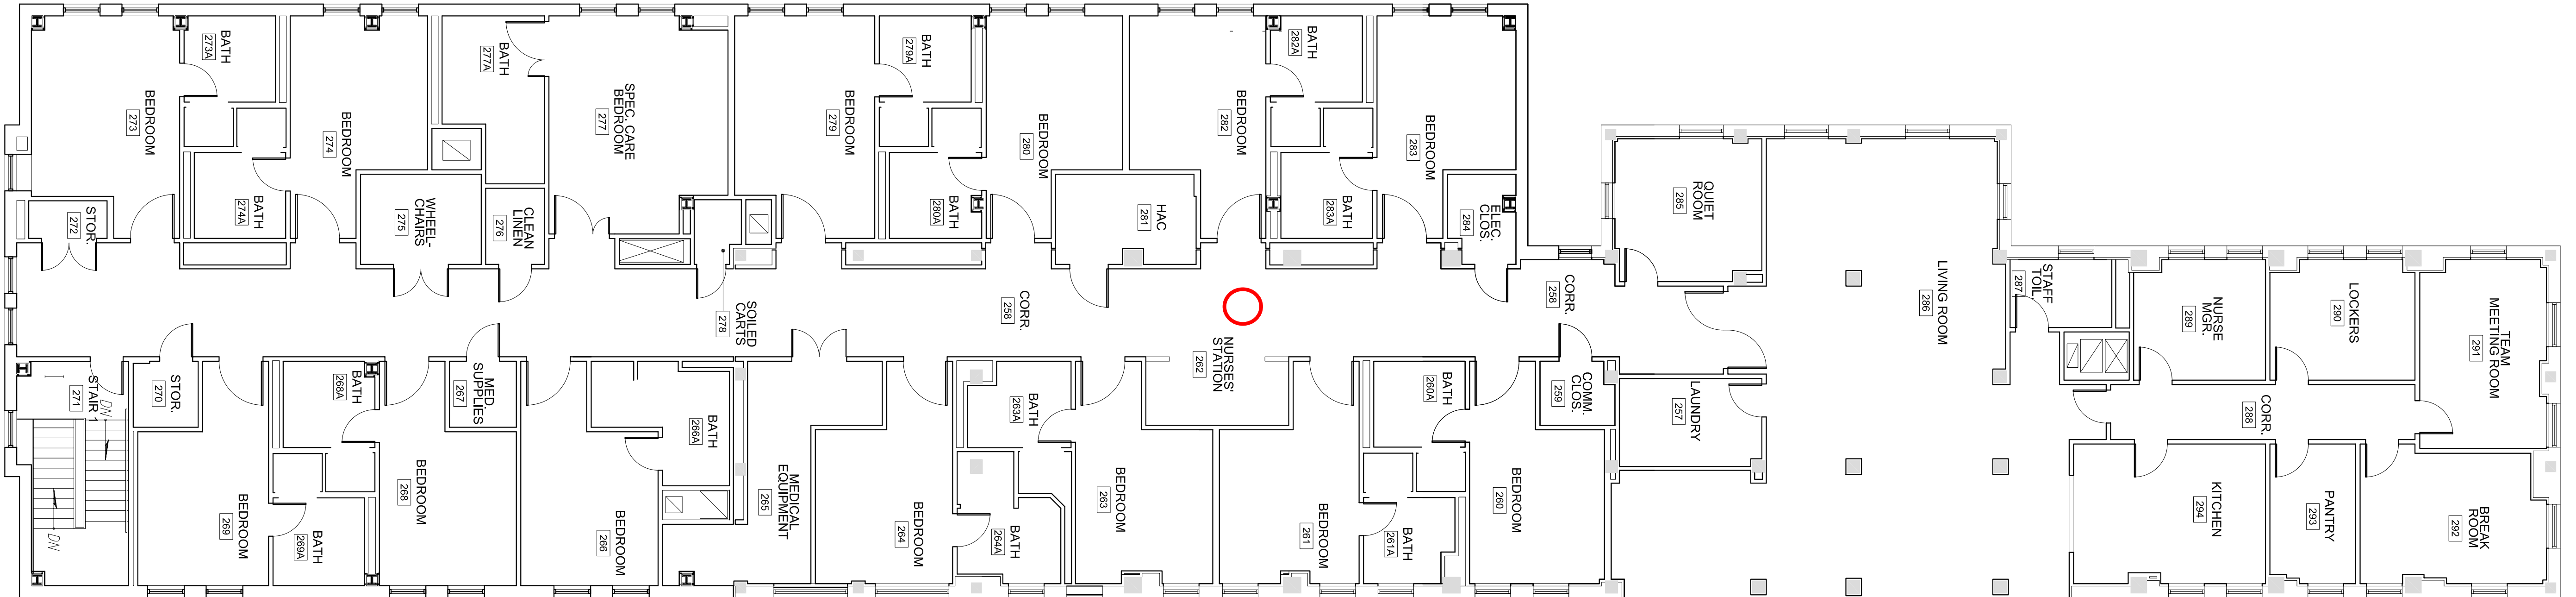 BATH
273A
BEDROOM
273
BATH
274A
BEDROOM
274
STOR.
272
WHEEL-
CHAIRS
275
BATH
277A
CLEAN
LINEN
276
SPEC. CARE
BEDROOM
277
SOILED
CARTS
278
BEDROOM
279
BATH
279A
BATH
280A
BEDROOM
280
CORR.
258
HAC
281
BEDROOM
282
BATH
282A
BATH
283A
BEDROOM
283
ELEC.
CLOS.
284
CORR.
258
QUIET
ROOM
285
LIVING ROOM
286
STAFF
TOIL.
287
NURSE
MGR.
289
LOCKERS
290
TEAM
MEETING ROOM
291
CORR.
288
STAIR 1
271
DN
DN
STOR.
270
BEDROOM
269
BATH
268A
BATH
269A
BEDROOM
268
MED.
SUPPLIES
267
BEDROOM
266
BATH
266A
MEDICAL
EQUIPMENT
265
BEDROOM
264
BATH
263A
BATH
264A
BEDROOM
263
NURSES'
STATION
262
BEDROOM
261
BATH
260A
BATH
261A
BEDROOM
260
COMM.
CLOS.
259
LAUNDRY
257
KITCHEN
294
PANTRY
293
BREAK
ROOM
292